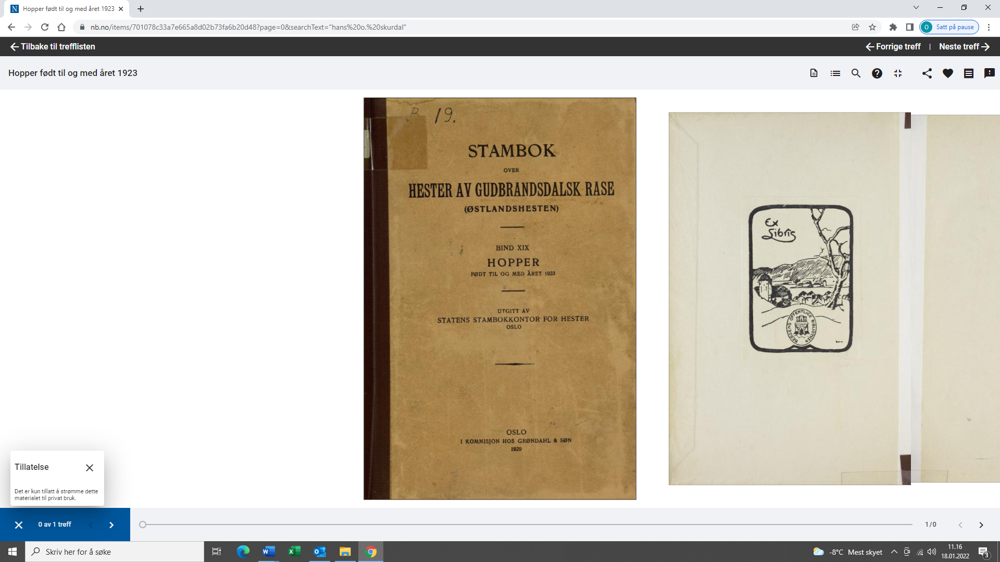 Hopper født til og med året 1923
nb.no/items/701078c33a7e665a8d02b73fa6b20d48?page=0&searchText="hans%20o.%20skurdal"
O Satt på pause
Tilbake til trefflisten
Forrige treff | Neste treff
Hopper født til og med året 1923
B 19.
STAMBOK
OVER
HESTER AV GUDBRANDSDALSK RASE
(ØSTLANDSHESTEN)
BIND XIX
HOPPER
FØDT TIL OG MED ÅRET 1923
UTGITT AV
STATENS STAMBOKKONTOR FOR HESTER
OSLO
OSLO
I KOMMISJON HOS GRØNDAHL & SØN
1929
Ex
Libris
BERGENS OFFENTLIGE BIBLIOTHEK
Tillatelse
Det er kun tillatt å strømme dette
materialet til privat bruk.
0 av 1 treff
1/0
Skriv her for å søke
-8°C Mest skyet
11.16
18.01.2022
3